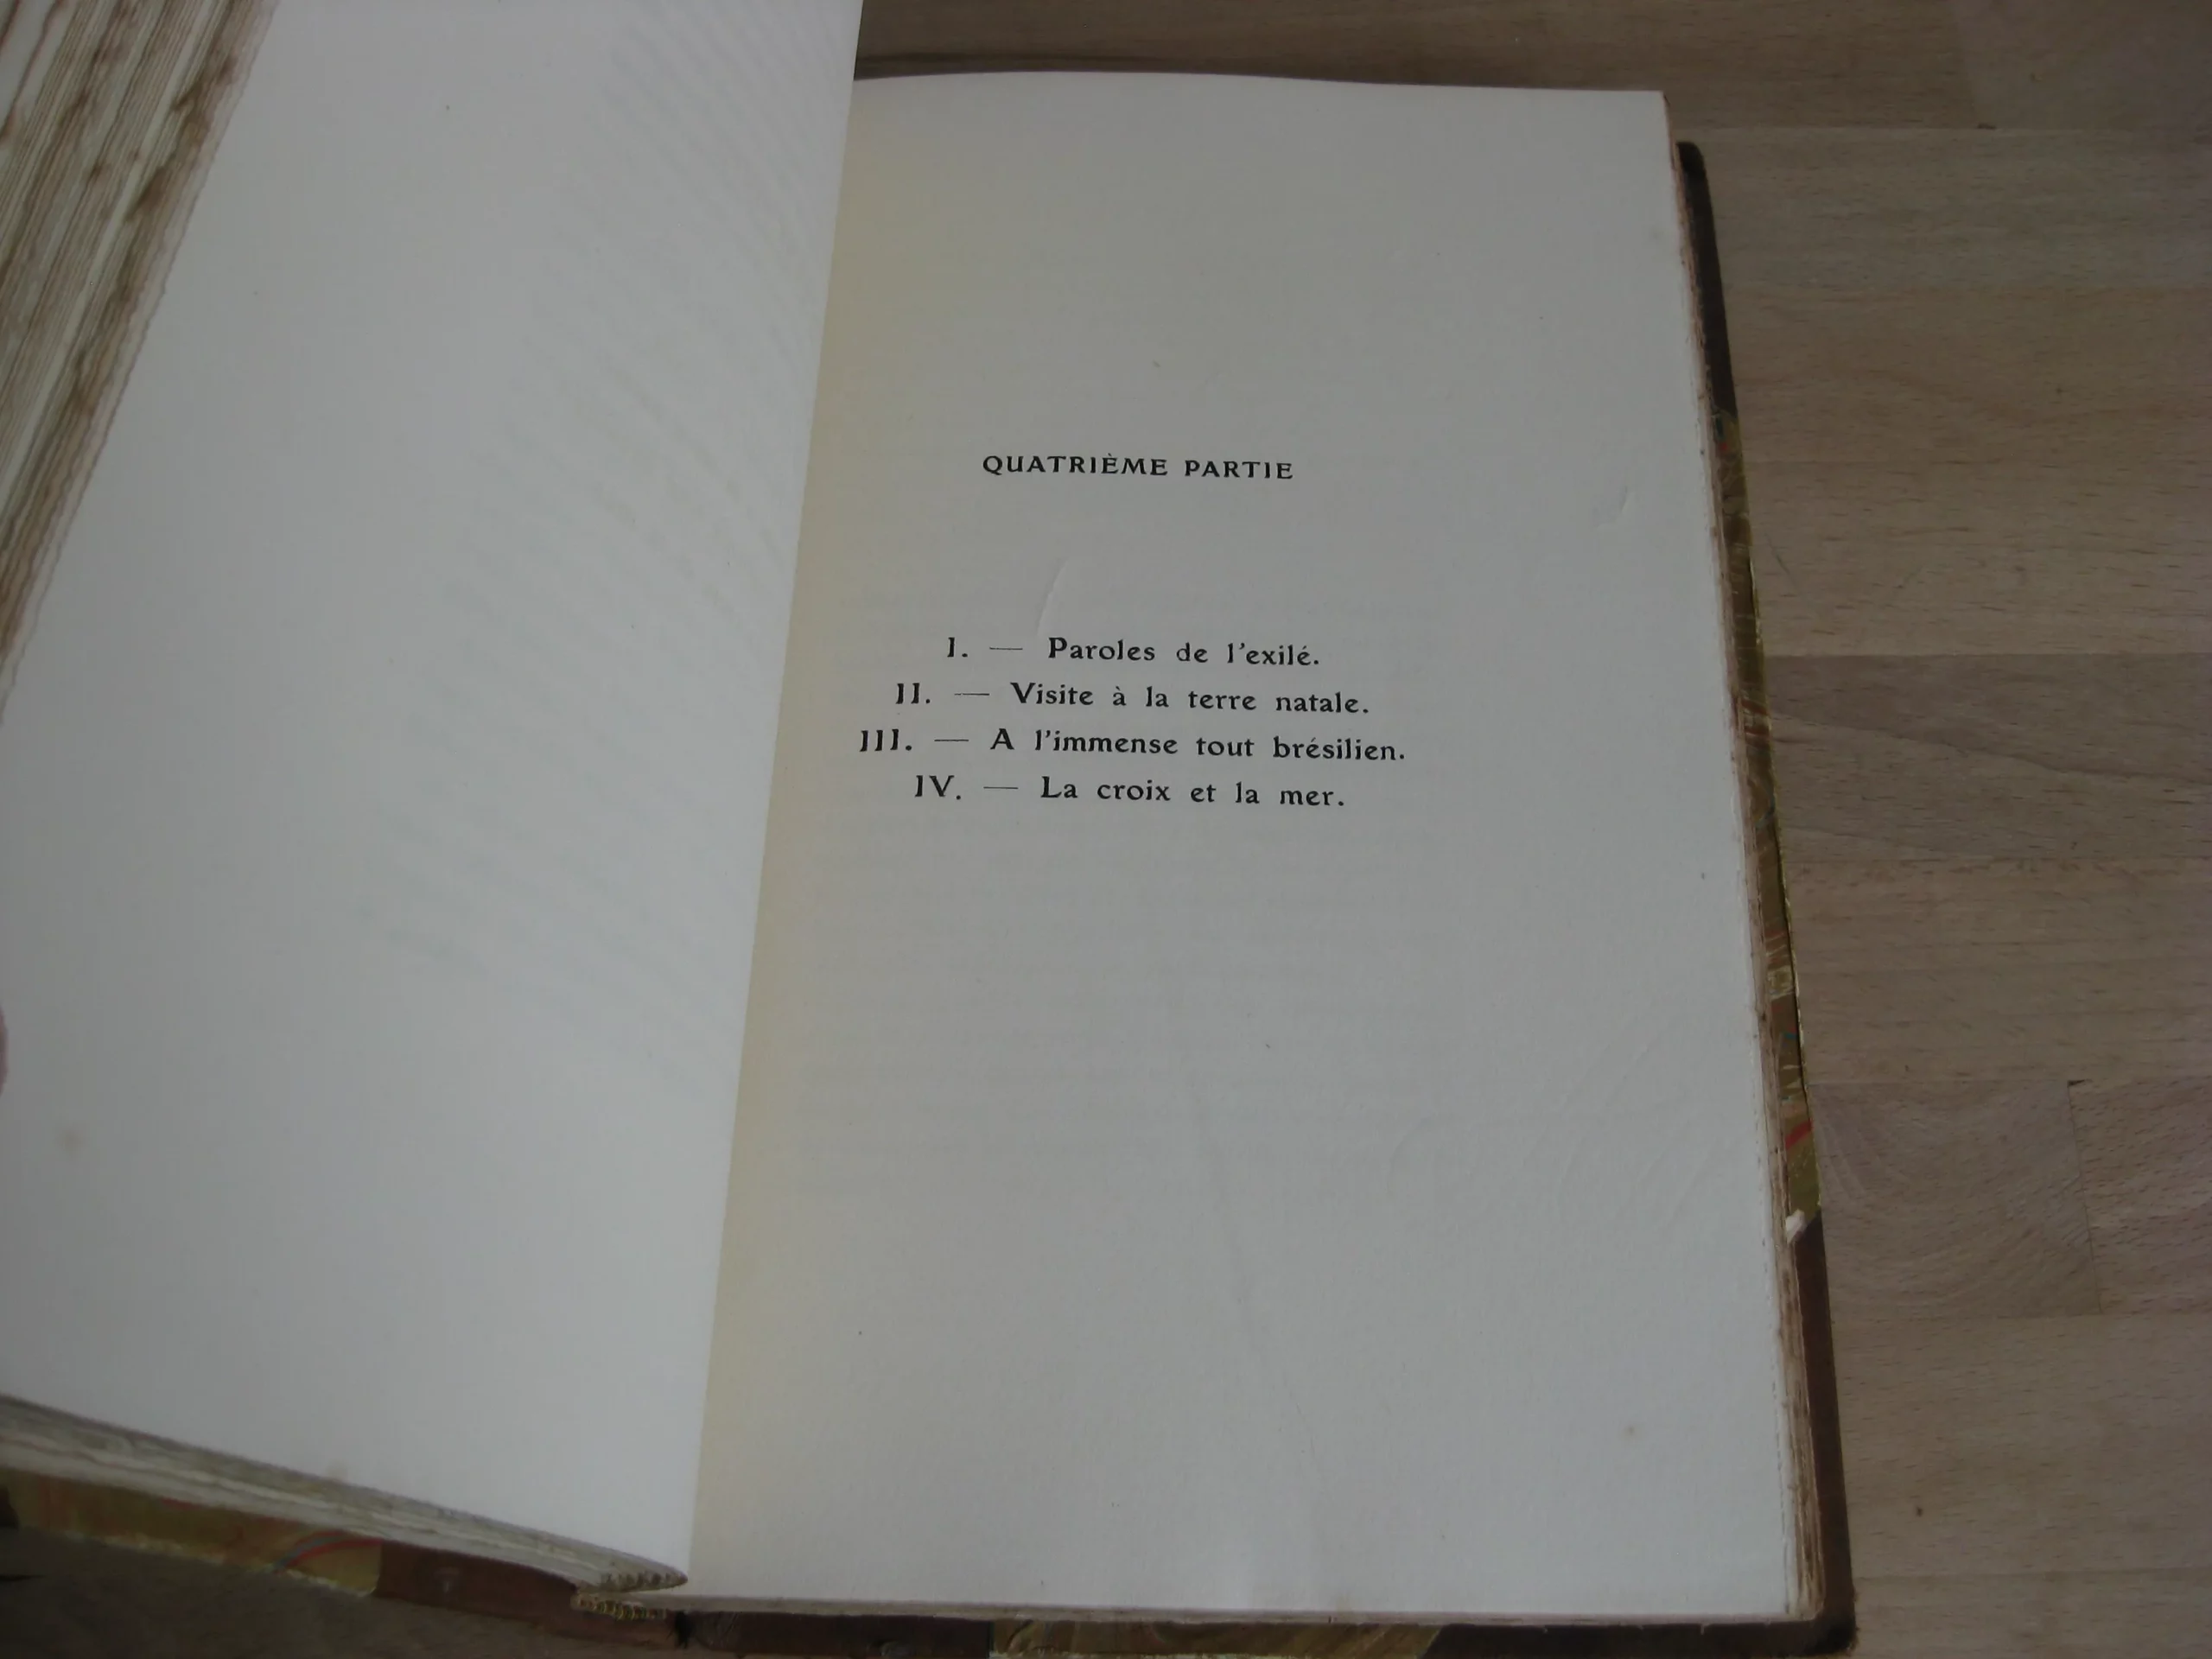 QUATRIÈME PARTIE
I. — Paroles de l'exilé.
II. — Visite à la terre natale.
III. — A l'immense tout brésilien.
IV. — La croix et la mer.